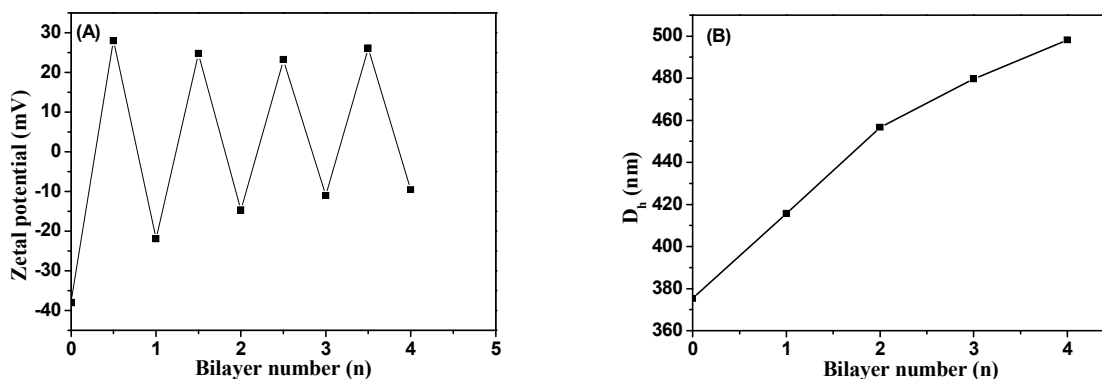 (A)
Zetal potential (mV)
30
20
10
0
-10
-20
-30
-40
0 1 2 3 4 5
Bilayer number (n)
(B)
D_h (nm)
500
480
460
440
420
400
380
360
0 1 2 3 4
Bilayer number (n)